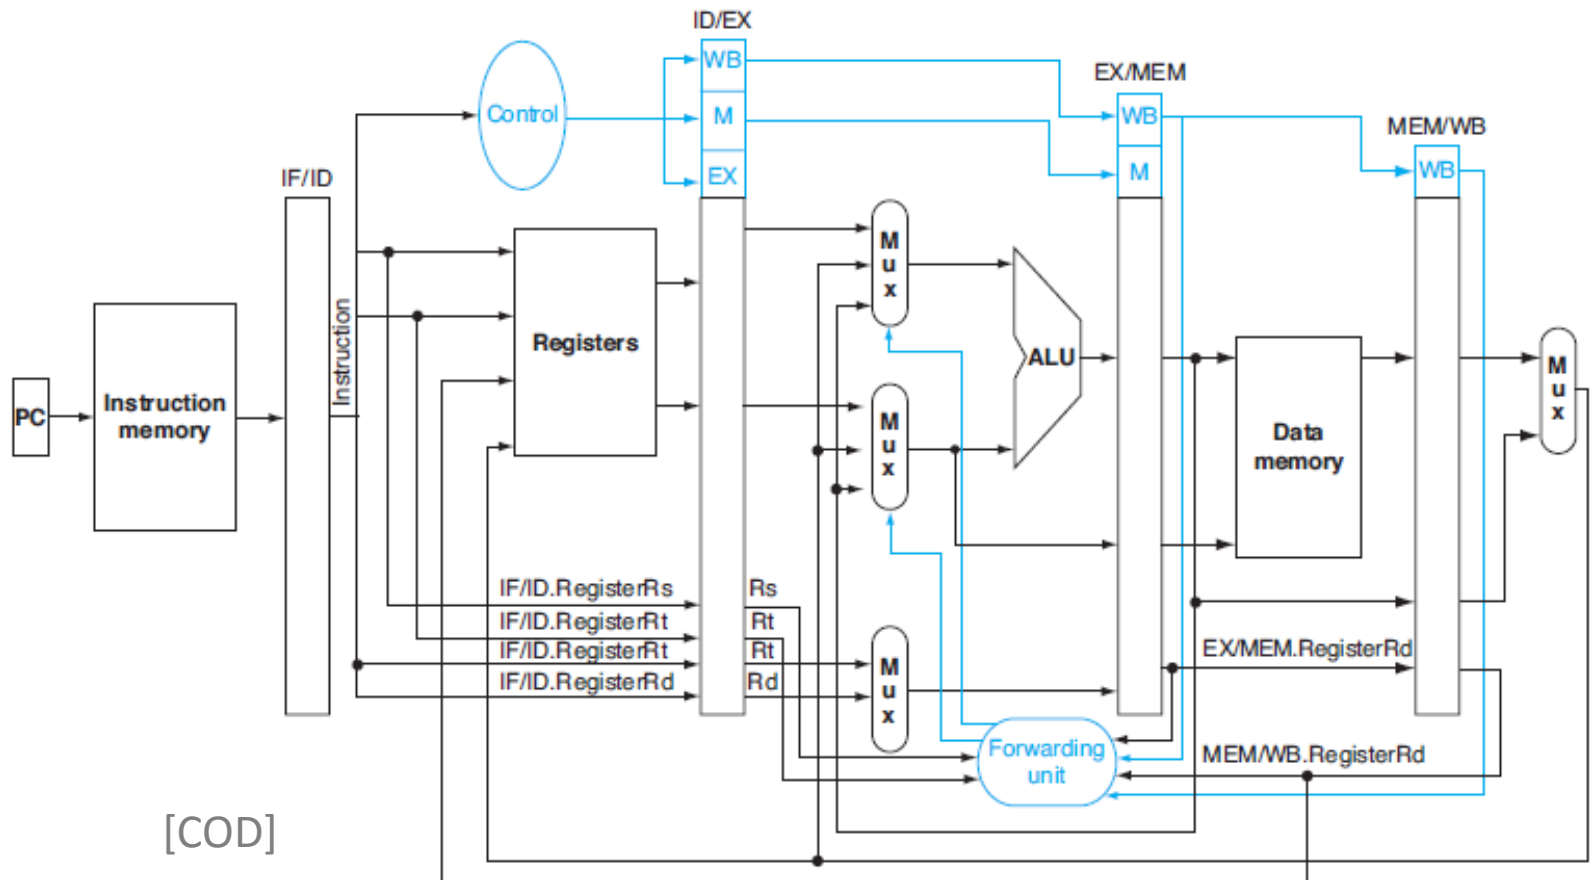 ID/EX
WB
EX/MEM
Control
M
WB
MEM/WB
IF/ID
EX
M
WB
M
u
x
Instruction
Registers
ALU
PC
Instruction
memory
M
u
x
Data
memory
M
u
x
IF/ID.RegisterRs
Rs
IF/ID.RegisterRt
Rt
IF/ID.RegisterRt
Rt
IF/ID.RegisterRd
Rd
M
u
x
EX/MEM.RegisterRd
Forwarding
unit
MEM/WB.RegisterRd
[COD]